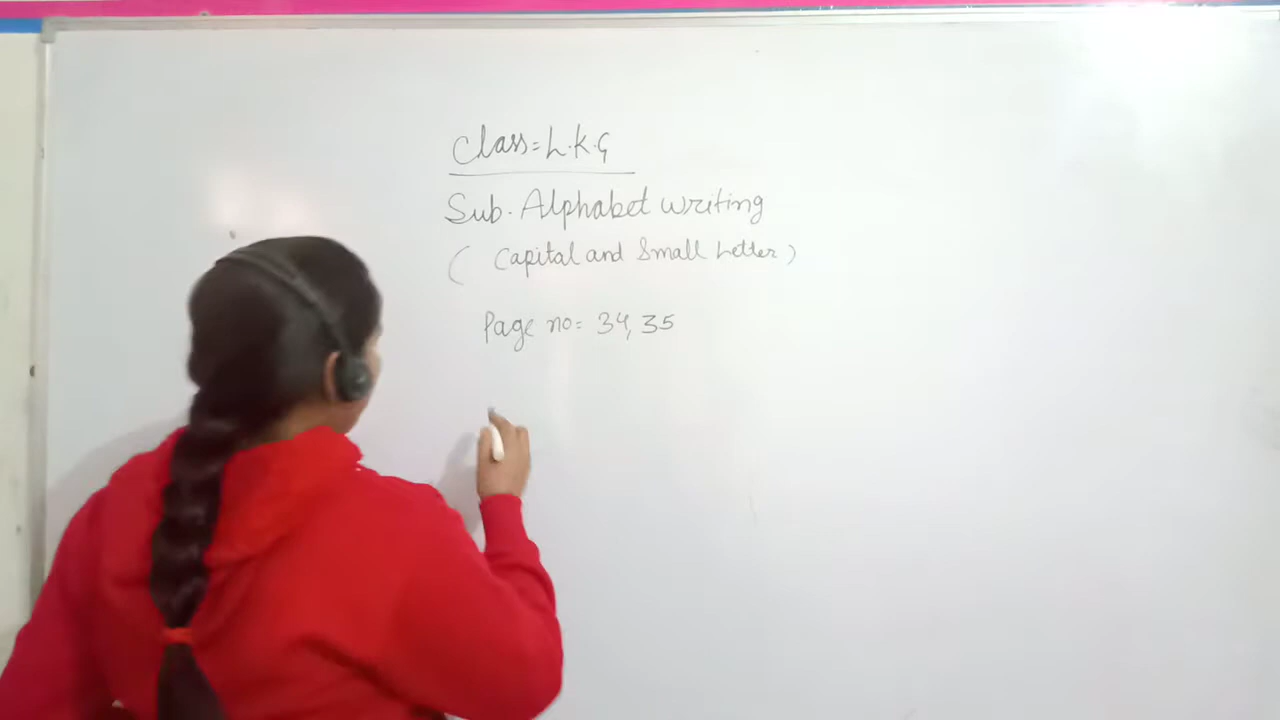 Class = L.K.G
Sub. Alphabet writing
( Capital and Small Letter )
Page no = 34, 35